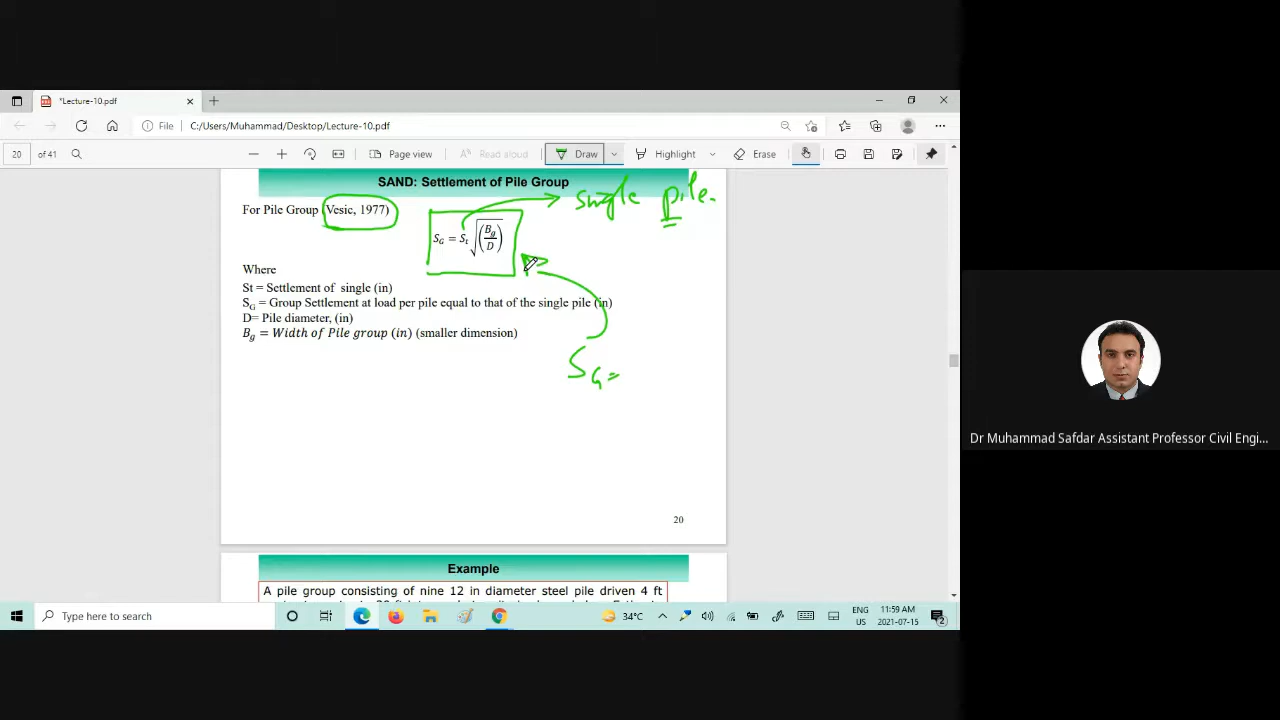 *Lecture-10.pdf
File C:/Users/Muhammad/Desktop/Lecture-10.pdf
20 of 41 Page view Read aloud Draw Highlight Erase
SAND: Settlement of Pile Group
single pile.
For Pile Group (Vesic, 1977)
S_G = S_t √(B_g/D)
Where
St = Settlement of single (in)
S_G = Group Settlement at load per pile equal to that of the single pile (in)
D= Pile diameter, (in)
B_g = Width of Pile group (in) (smaller dimension)
S_G =
Dr Muhammad Safdar Assistant Professor Civil Engi...
20
Example
A pile group consisting of nine 12 in diameter steel pile driven 4 ft
Type here to search
34°C
ENG
US
11:59 AM
2021-07-15
2